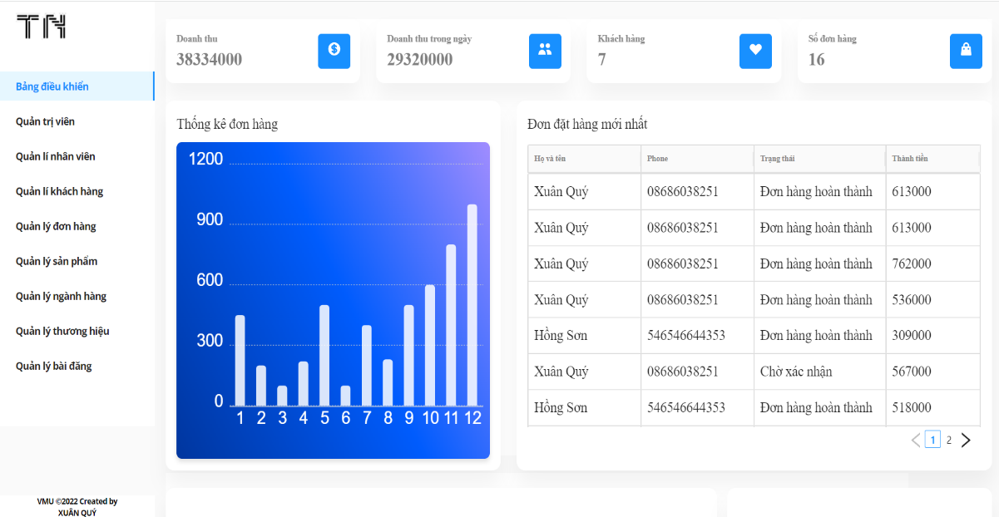 TN
Bảng điều khiển
Quản trị viên
Quản lí nhân viên
Quản lí khách hàng
Quản lý đơn hàng
Quản lý sản phẩm
Quản lý ngành hàng
Quản lý thương hiệu
Quản lý bài đăng
VMU ©2022 Created by
XUÂN QUÝ
Doanh thu
38334000
Doanh thu trong ngày
29320000
Khách hàng
7
Số đơn hàng
16
Thống kê đơn hàng
1200
900
600
300
0
1 2 3 4 5 6 7 8 9 10 11 12
Đơn đặt hàng mới nhất
Họ và tên Phone Trạng thái Thành tiền
Xuân Quý 08686038251 Đơn hàng hoàn thành 613000
Xuân Quý 08686038251 Đơn hàng hoàn thành 613000
Xuân Quý 08686038251 Đơn hàng hoàn thành 762000
Xuân Quý 08686038251 Đơn hàng hoàn thành 536000
Hồng Sơn 546546644353 Đơn hàng hoàn thành 309000
Xuân Quý 08686038251 Chờ xác nhận 567000
Hồng Sơn 546546644353 Đơn hàng hoàn thành 518000
1 2